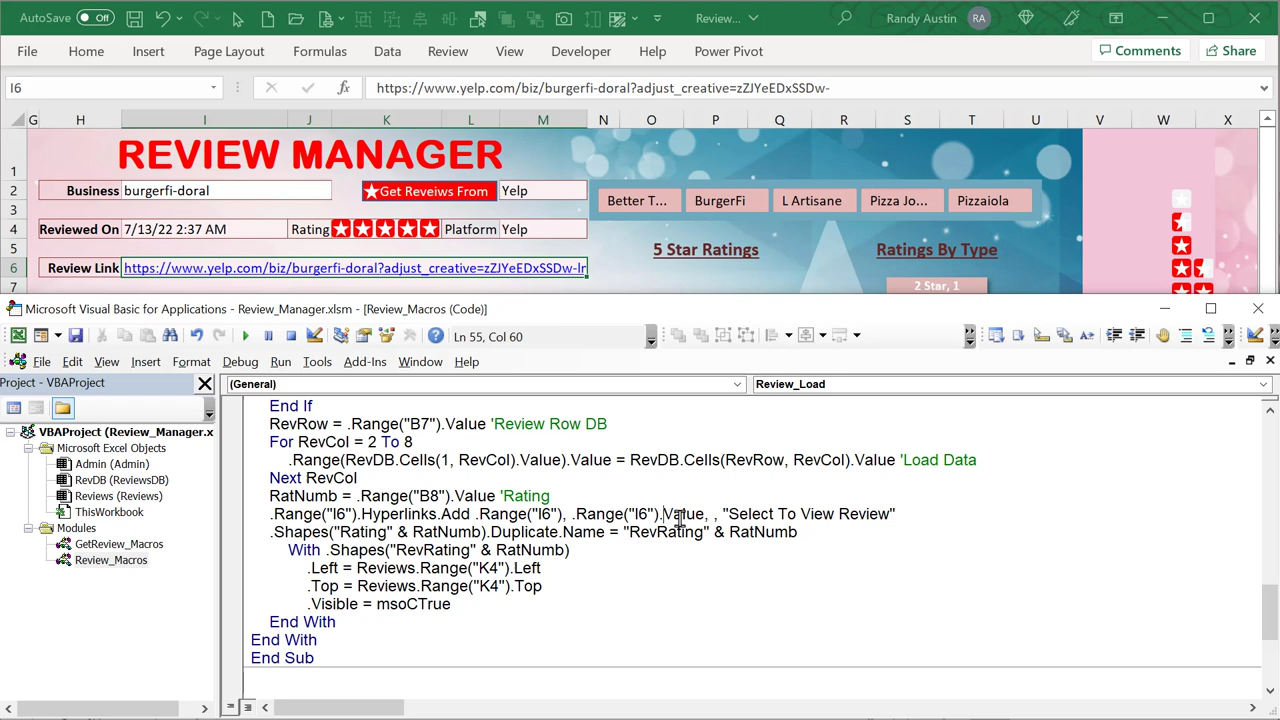 AutoSave Off Review... Randy Austin RA
File Home Insert Page Layout Formulas Data Review View Developer Help Power Pivot Comments Share
I6 fx https://www.yelp.com/biz/burgerfi-doral?adjust_creative=zZJYeEDxSSDw-
G H I J K L M N O P Q R S T U V W X
1 REVIEW MANAGER
2 Business burgerfi-doral Get Reveiws From Yelp Better T... BurgerFi L Artisane Pizza Jo... Pizzaiola
3
4 Reviewed On 7/13/22 2:37 AM Rating Platform Yelp
5 5 Star Ratings Ratings By Type
6 Review Link https://www.yelp.com/biz/burgerfi-doral?adjust_creative=zZJYeEDxSSDw-lr
7 2 Star, 1
Microsoft Visual Basic for Applications - Review_Manager.xlsm - [Review_Macros (Code)]
Ln 55, Col 60
File Edit View Insert Format Debug Run Tools Add-Ins Window Help
Project - VBAProject
(General) Review_Load
VBAProject (Review_Manager.x
Microsoft Excel Objects
Admin (Admin)
RevDB (ReviewsDB)
Reviews (Reviews)
ThisWorkbook
Modules
GetReview_Macros
Review_Macros
End If
RevRow = .Range("B7").Value 'Review Row DB
For RevCol = 2 To 8
.Range(RevDB.Cells(1, RevCol).Value).Value = RevDB.Cells(RevRow, RevCol).Value 'Load Data
Next RevCol
RatNumb = .Range("B8").Value 'Rating
.Range("I6").Hyperlinks.Add .Range("I6"), .Range("I6").Value, , "Select To View Review"
.Shapes("Rating" & RatNumb).Duplicate.Name = "RevRating" & RatNumb
With .Shapes("RevRating" & RatNumb)
.Left = Reviews.Range("K4").Left
.Top = Reviews.Range("K4").Top
.Visible = msoCTrue
End With
End With
End Sub